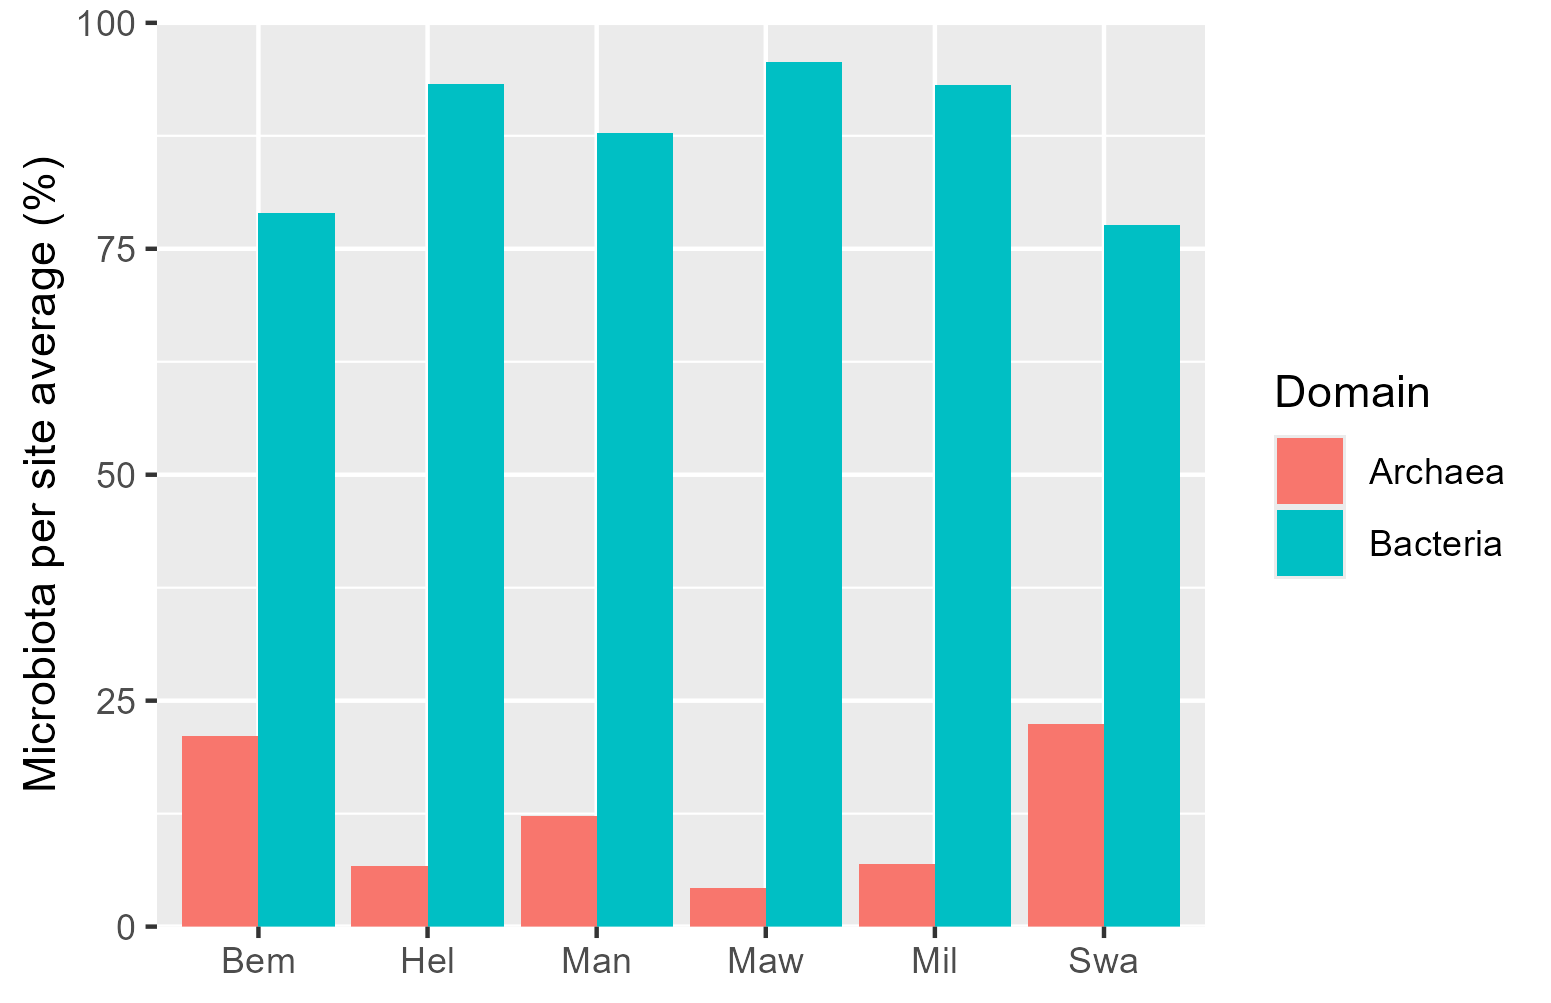 Microbiota per site average (%)
100
75
50
25
0
Bem Hel Man Maw Mil Swa
Domain
Archaea
Bacteria